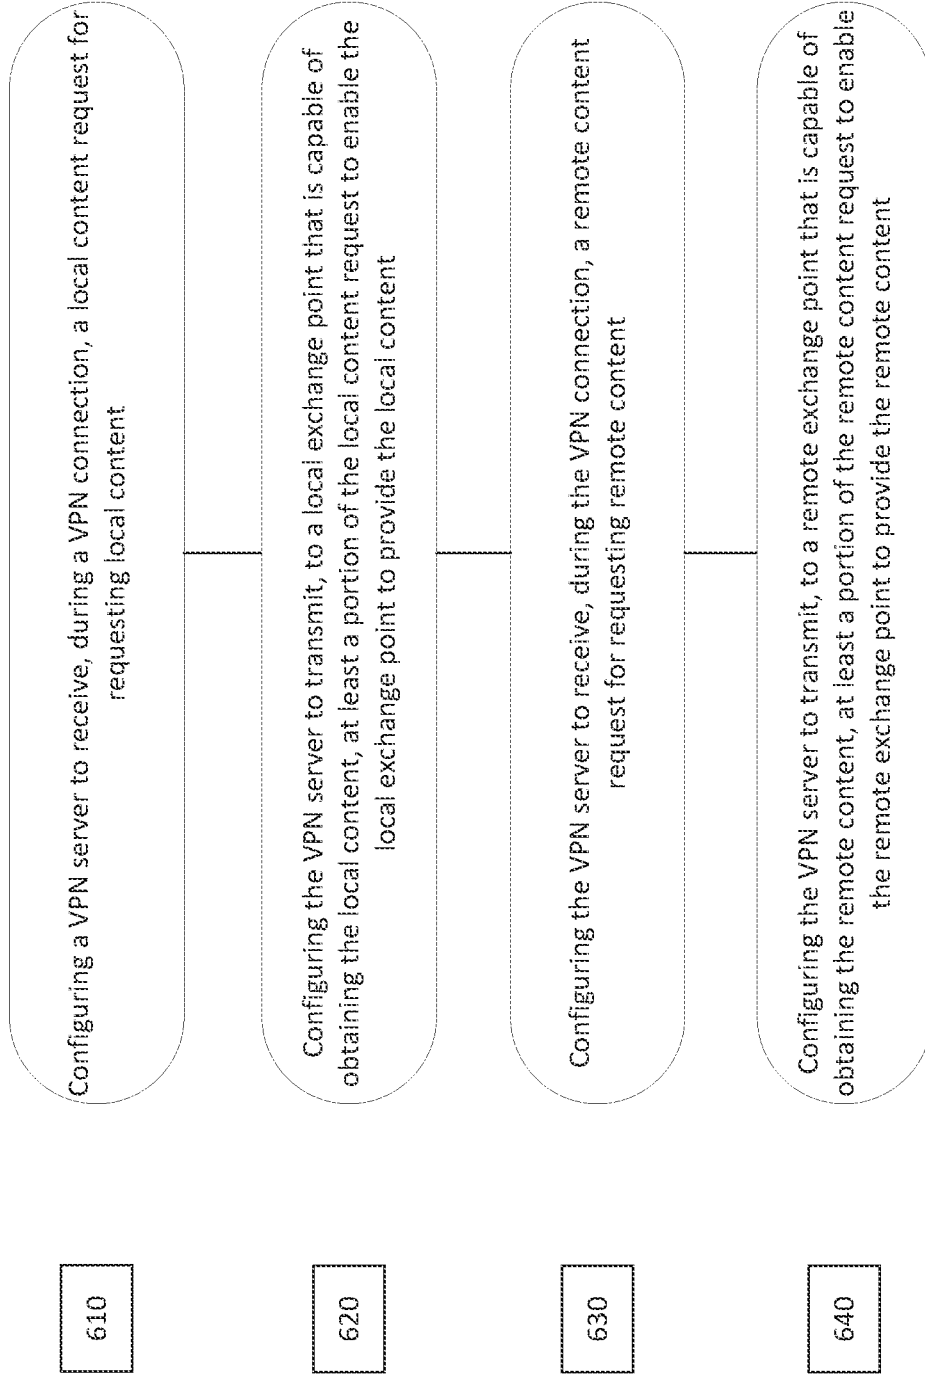 610
Configuring a VPN server to receive, during a VPN connection, a local content request for
requesting local content
620
Configuring the VPN server to transmit, to a local exchange point that is capable of
obtaining the local content, at least a portion of the local content request to enable the
local exchange point to provide the local content
630
Configuring the VPN server to receive, during the VPN connection, a remote content
request for requesting remote content
640
Configuring the VPN server to transmit, to a remote exchange point that is capable of
obtaining the remote content, at least a portion of the remote content request to enable
the remote exchange point to provide the remote content